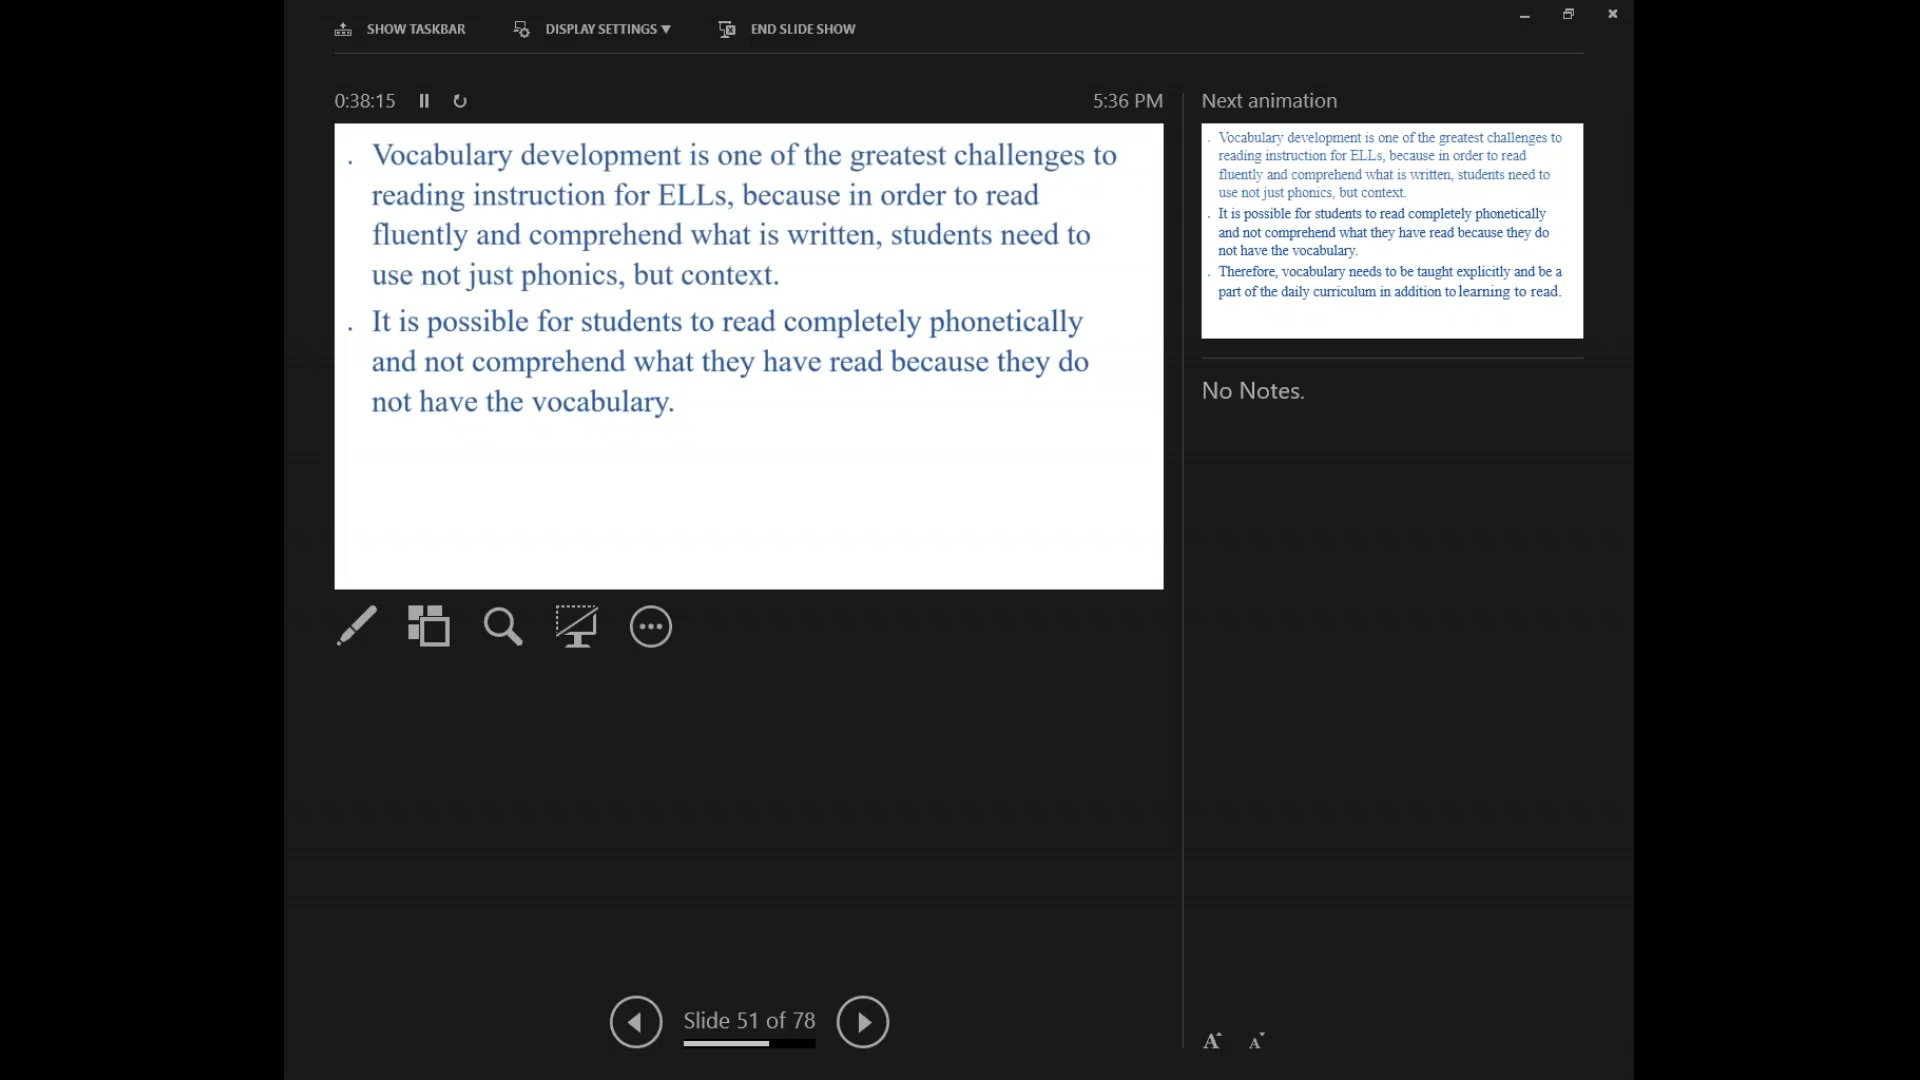 SHOW TASKBAR
DISPLAY SETTINGS ▼
END SLIDE SHOW
0:38:15
5:36 PM
. Vocabulary development is one of the greatest challenges to
reading instruction for ELLs, because in order to read
fluently and comprehend what is written, students need to
use not just phonics, but context.
. It is possible for students to read completely phonetically
and not comprehend what they have read because they do
not have the vocabulary.
Slide 51 of 78
Next animation
. Vocabulary development is one of the greatest challenges to
reading instruction for ELLs, because in order to read
fluently and comprehend what is written, students need to
use not just phonics, but context.
. It is possible for students to read completely phonetically
and not comprehend what they have read because they do
not have the vocabulary.
. Therefore, vocabulary needs to be taught explicitly and be a
part of the daily curriculum in addition to learning to read.
No Notes.
A A